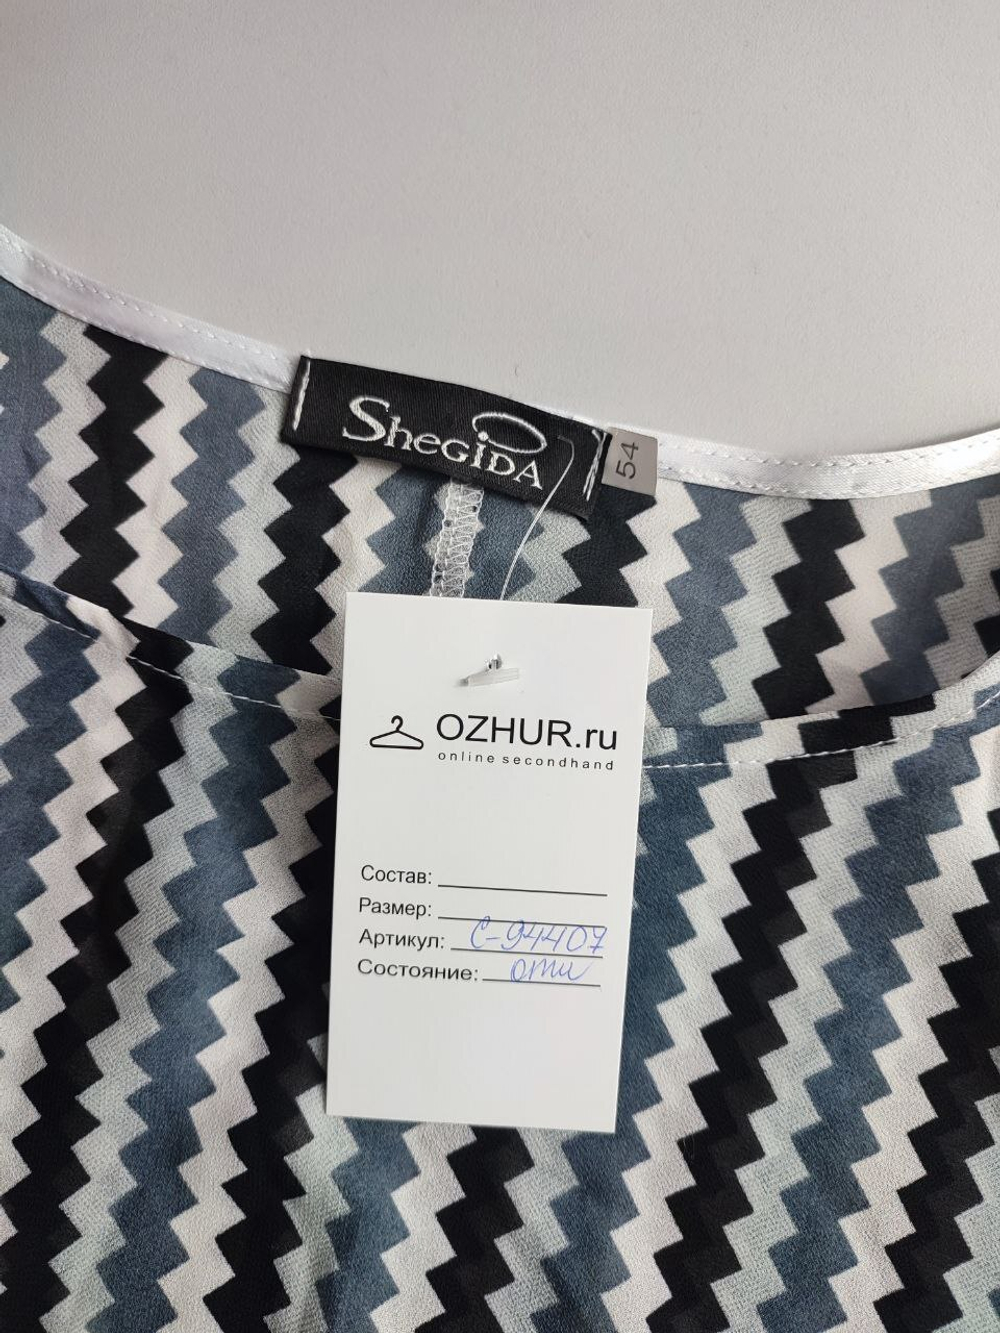 SHEGIDA
54
OZHUR.ru
online secondhand
Состав:
Размер:
Артикул: С-94407
Состояние: отл